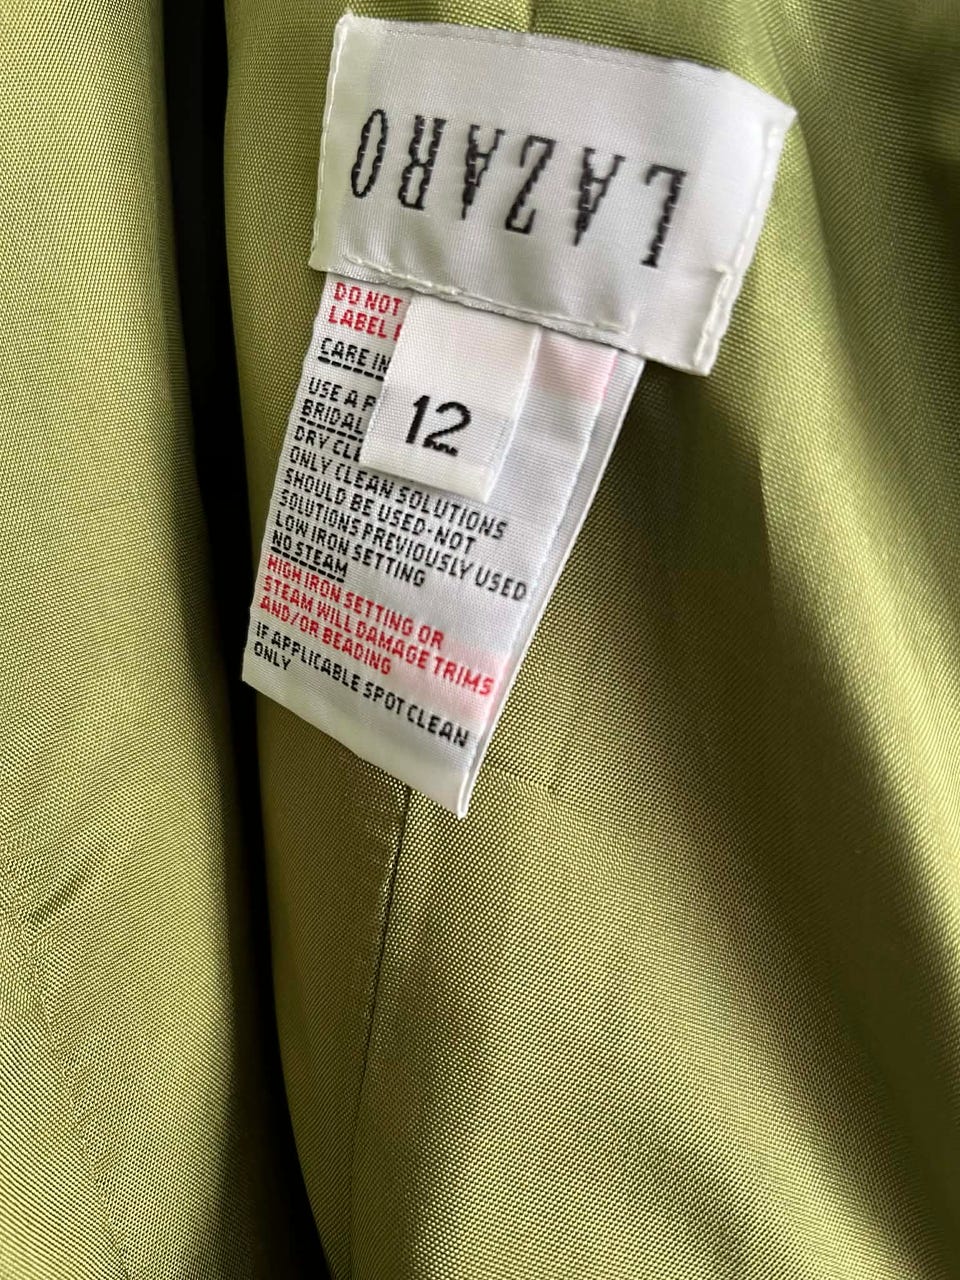 LAZARO
DO NOT
LABEL
CARE IN
12
USE A P
BRIDAL
DRY CLE
ONLY CLEAN SOLUTIONS
SHOULD BE USED-NOT
SOLUTIONS PREVIOUSLY USED
LOW IRON SETTING
NO STEAM
HIGH IRON SETTING OR
STEAM WILL DAMAGE TRIMS
AND/OR BEADING
IF APPLICABLE SPOT CLEAN
ONLY